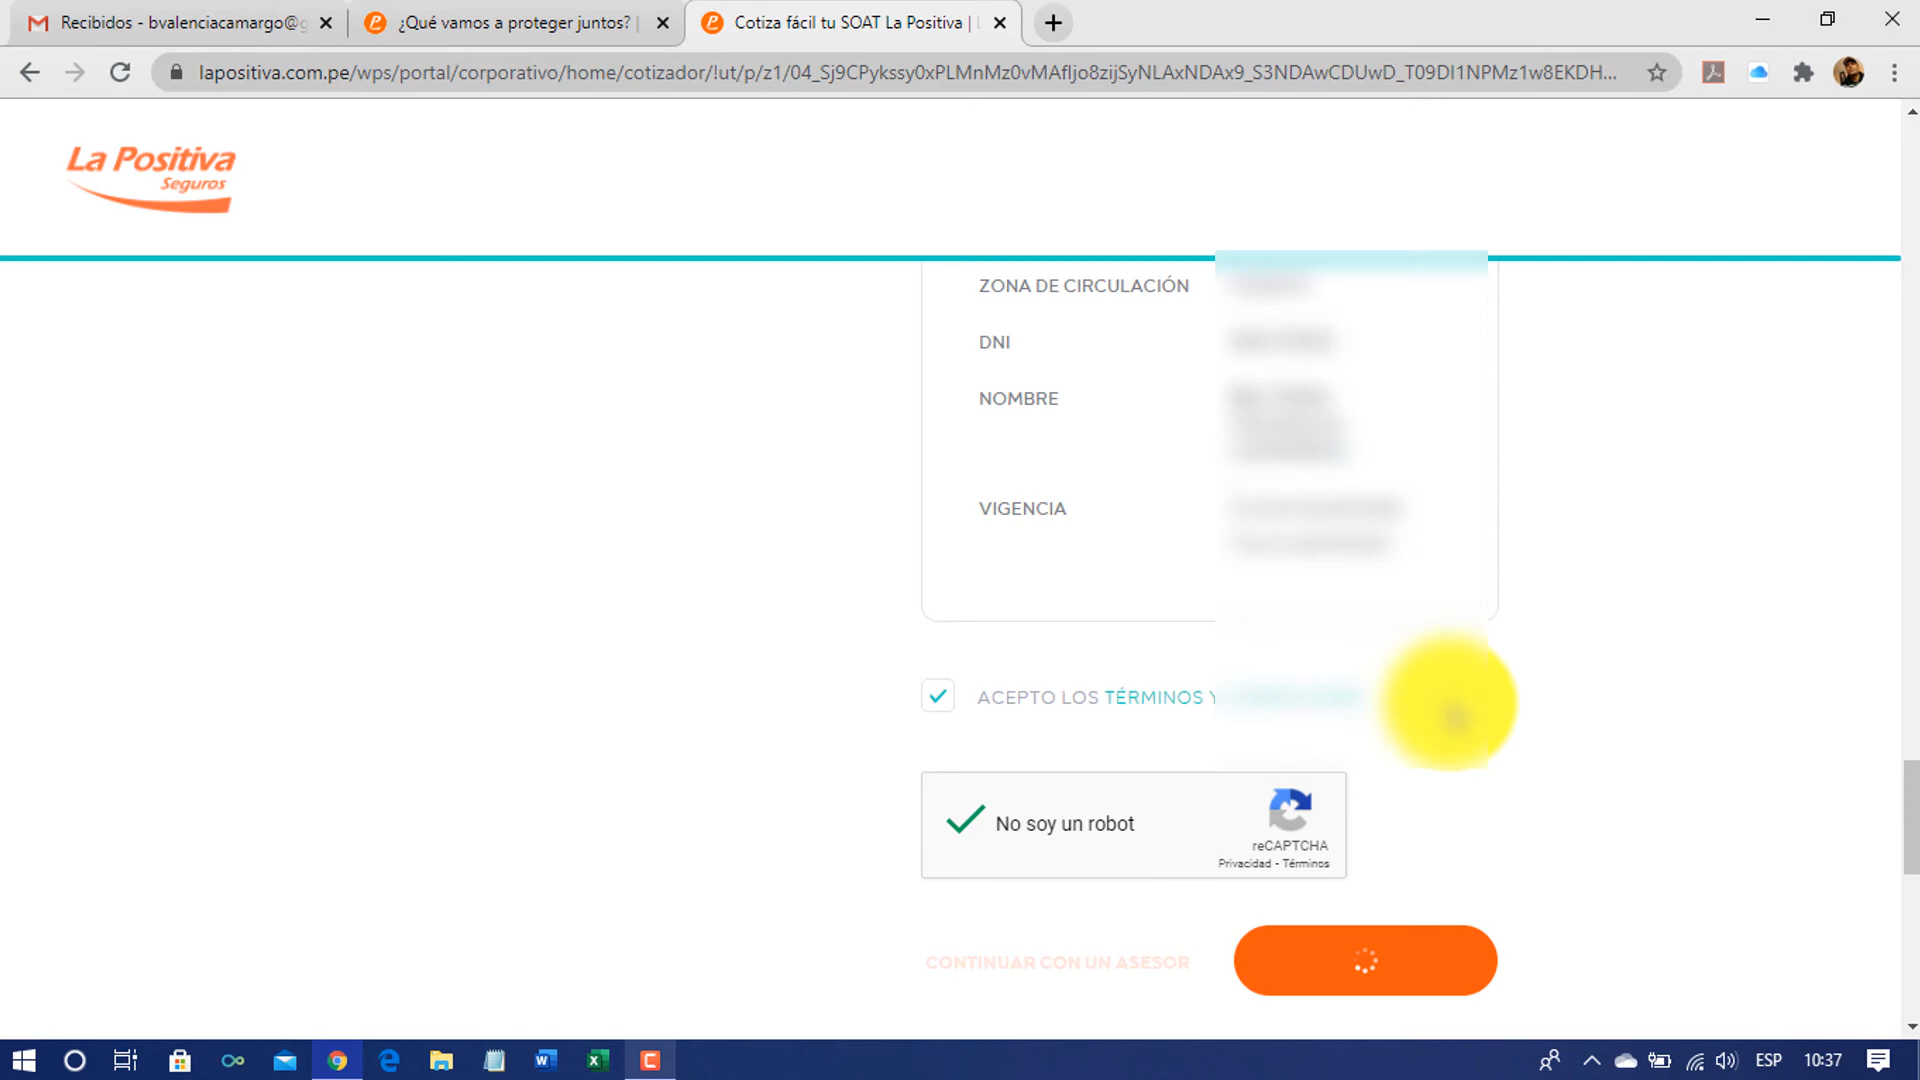 Recibidos - bvalenciacamargo@g
¿Qué vamos a proteger juntos? |
Cotiza fácil tu SOAT La Positiva | L
lapositiva.com.pe/wps/portal/corporativo/home/cotizador/!ut/p/z1/04_Sj9CPykssy0xPLMnMz0vMAfIjo8zijSyNLAxNDAx9_S3NDAwCDUwD_T09DI1NPMz1w8EKDH...
La Positiva
Seguros
ZONA DE CIRCULACIÓN
DNI
NOMBRE
VIGENCIA
ACEPTO LOS TÉRMINOS Y
No soy un robot
reCAPTCHA
Privacidad - Términos
CONTINUAR CON UN ASESOR
ESP
10:37